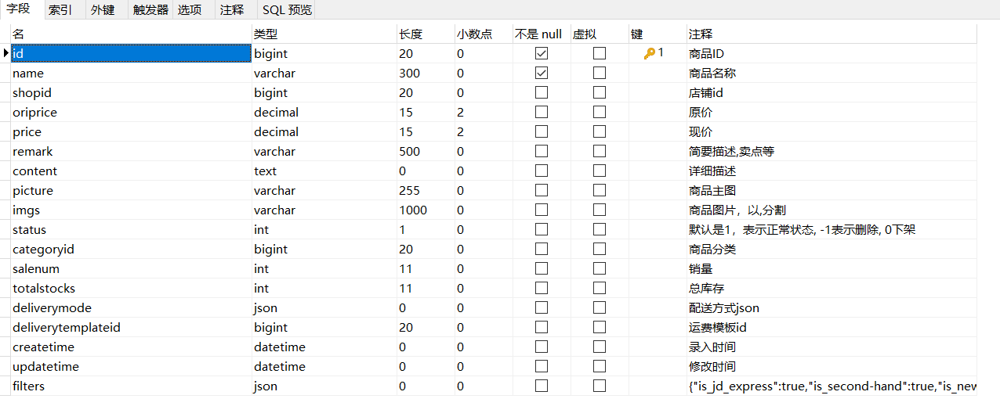 字段 索引 外键 触发器 选项 注释 SQL 预览
名 类型 长度 小数点 不是 null 虚拟 键 注释
id bigint 20 0 1 商品ID
name varchar 300 0 商品名称
shopid bigint 20 0 店铺id
oriprice decimal 15 2 原价
price decimal 15 2 现价
remark varchar 500 0 简要描述,卖点等
content text 0 0 详细描述
picture varchar 255 0 商品主图
imgs varchar 1000 0 商品图片，以,分割
status int 1 0 默认是1，表示正常状态, -1表示删除, 0下架
categoryid bigint 20 0 商品分类
salenum int 11 0 销量
totalstocks int 11 0 总库存
deliverymode json 0 0 配送方式json
deliverytemplateid bigint 20 0 运费模板id
createtime datetime 0 0 录入时间
updatetime datetime 0 0 修改时间
filters json 0 0 {"is_jd_express":true,"is_second-hand":true,"is_new